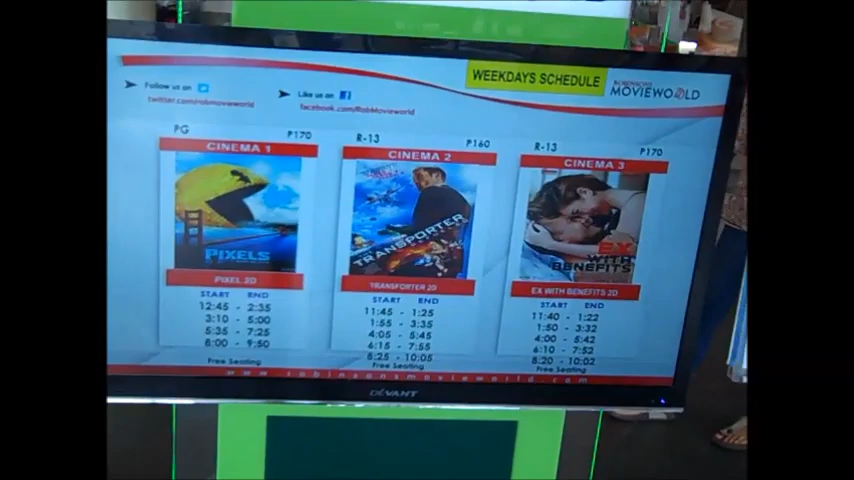 WEEKDAYS SCHEDULE
ROBINSONS
MOVIEWORLD
Follow us on
twitter.com/robmovieworld
Like us on
facebook.com/RobMovieworld
PG P170
CINEMA 1
PIXELS
PIXEL 2D
START END
12:45 - 2:35
3:10 - 5:00
5:35 - 7:25
8:00 - 9:50
Free Seating
R-13 P160
CINEMA 2
TRANSPORTER
TRANSPORTER 2D
START END
11:45 - 1:25
1:55 - 3:35
4:05 - 5:45
6:15 - 7:55
8:25 - 10:05
Free Seating
R-13 P170
CINEMA 3
EX
WITH
BENEFITS
EX WITH BENEFITS 2D
START END
11:40 - 1:22
1:50 - 3:32
4:00 - 5:42
6:10 - 7:52
8:20 - 10:02
Free Seating
www.robinsonsmovieworld.com
DEVANT